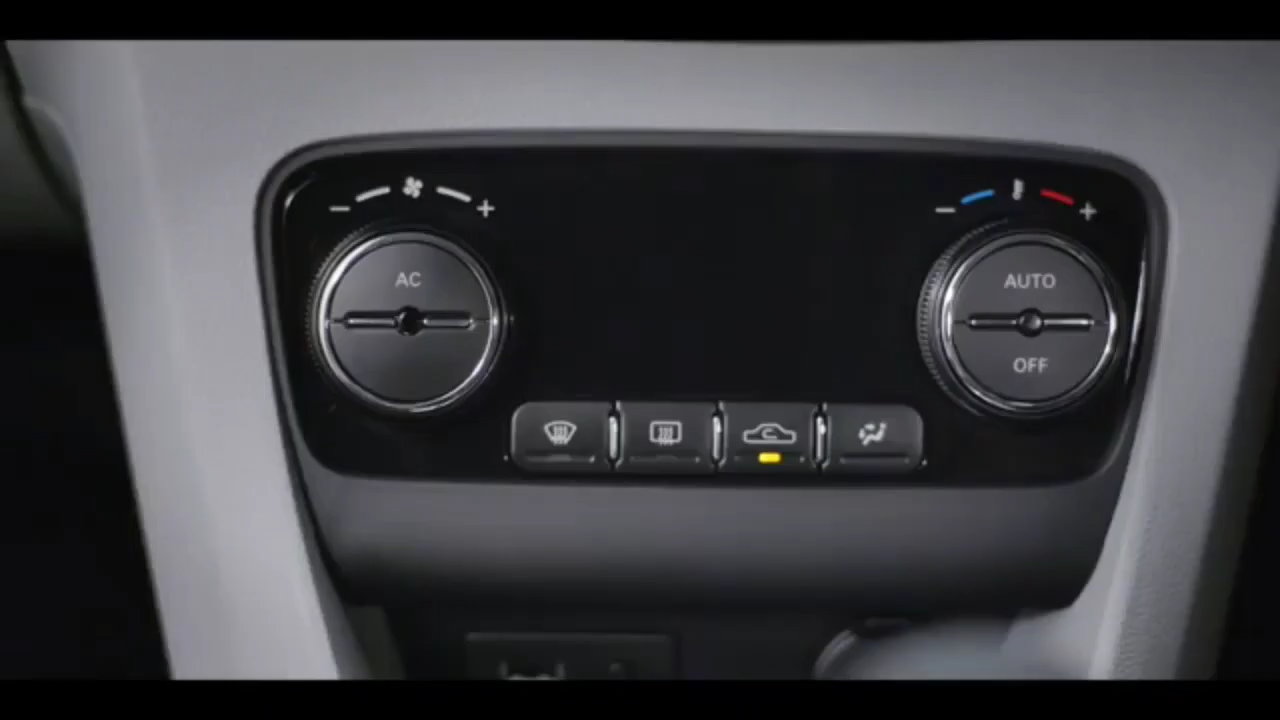 − +
− +
AC
AUTO
OFF